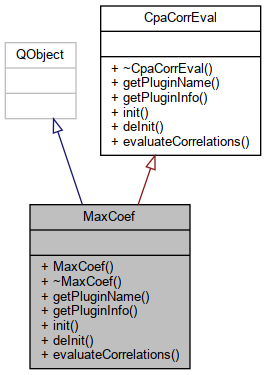 CpaCorrEval
+ ~CpaCorrEval()
+ getPluginName()
+ getPluginInfo()
+ init()
+ deInit()
+ evaluateCorrelations()
QObject
MaxCoef
+ MaxCoef()
+ ~MaxCoef()
+ getPluginName()
+ getPluginInfo()
+ init()
+ deInit()
+ evaluateCorrelations()